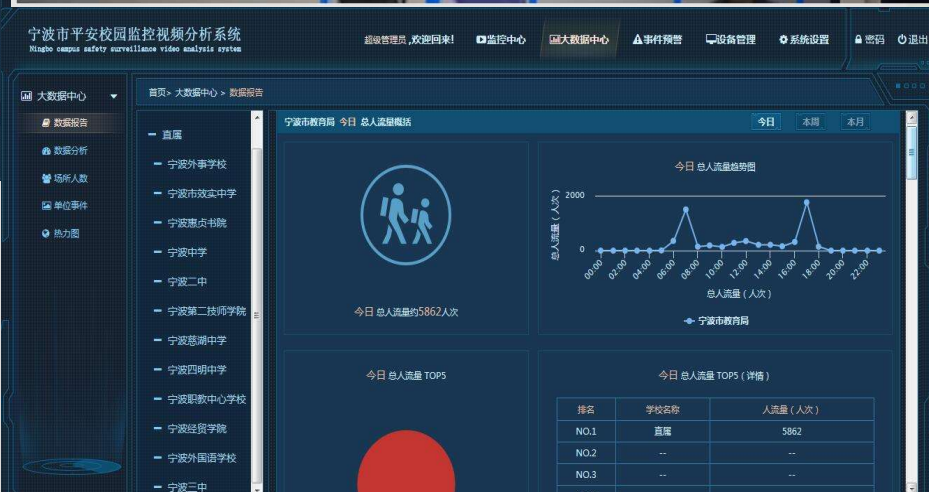 宁波市平安校园监控视频分析系统
Ningbo campus safety surveillance video analysis system
超级管理员,欢迎回来!
监控中心
大数据中心
事件预警
设备管理
系统设置
密码
退出
大数据中心
数据报告
数据分析
场所人数
单位事件
热力图
首页> 大数据中心 > 数据报告
直属
宁波外事学校
宁波市效实中学
宁波惠贞书院
宁波中学
宁波二中
宁波第二技师学院
宁波慈湖中学
宁波四明中学
宁波职教中心学校
宁波经贸学院
宁波外国语学校
宁波三中
宁波市教育局 今日 总人流量概括
今日
本周
本月
今日 总人流量约5862人次
今日 总人流量趋势图
总人流量(人次)
2000
0
00:00 02:00 04:00 06:00 08:00 10:00 12:00 14:00 16:00 18:00 20:00 22:00
总人流量(人次)
宁波市教育局
今日 总人流量 TOP5
今日 总人流量 TOP5(详情)
排名 学校名称 人流量(人次)
NO.1 直属 5862
NO.2 -- --
NO.3 -- --